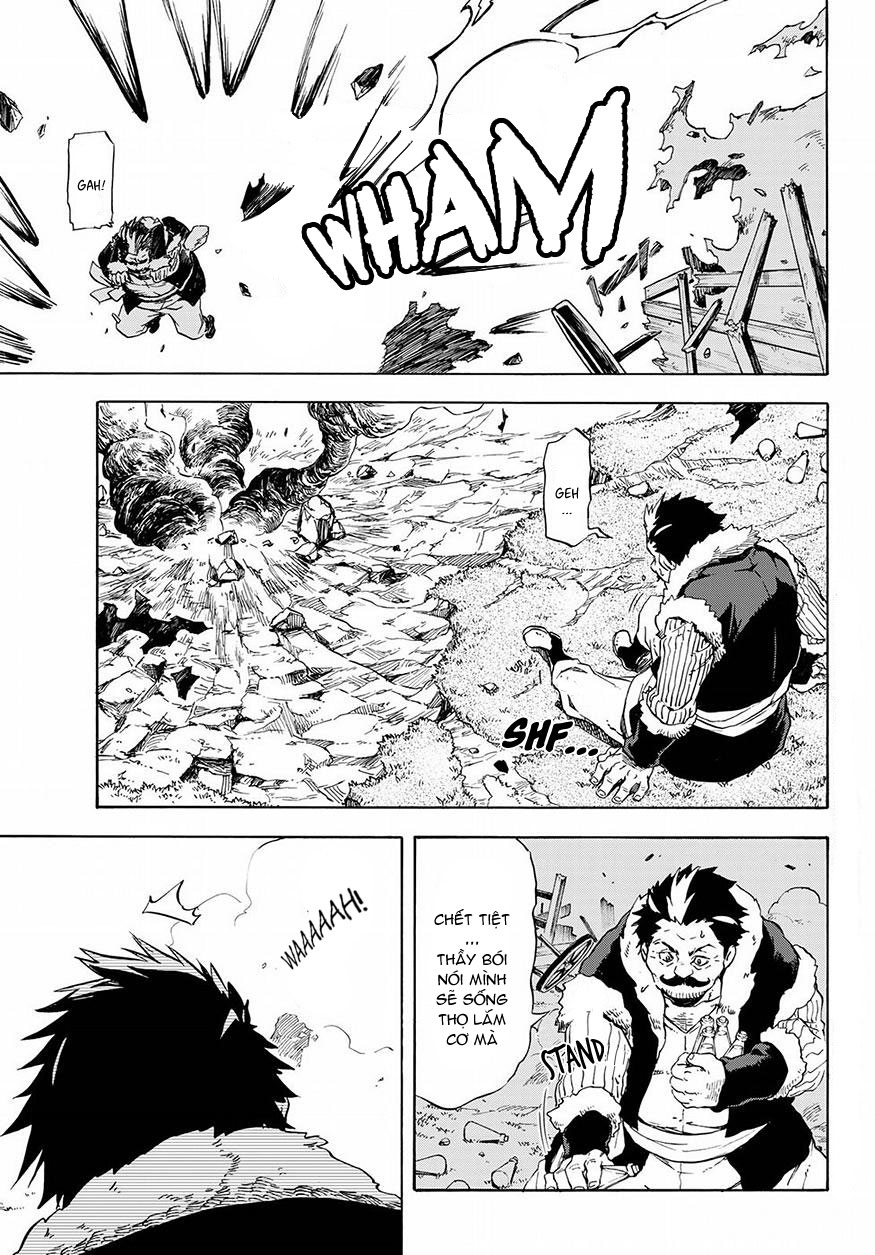 WHAM
GAH!
GEH
...
SHF...
CHẾT TIỆT
...
THẦY BÓI
NÓI MÌNH
SẼ SỐNG
THỌ LẮM
CƠ MÀ
STAND
WAAAAAH!